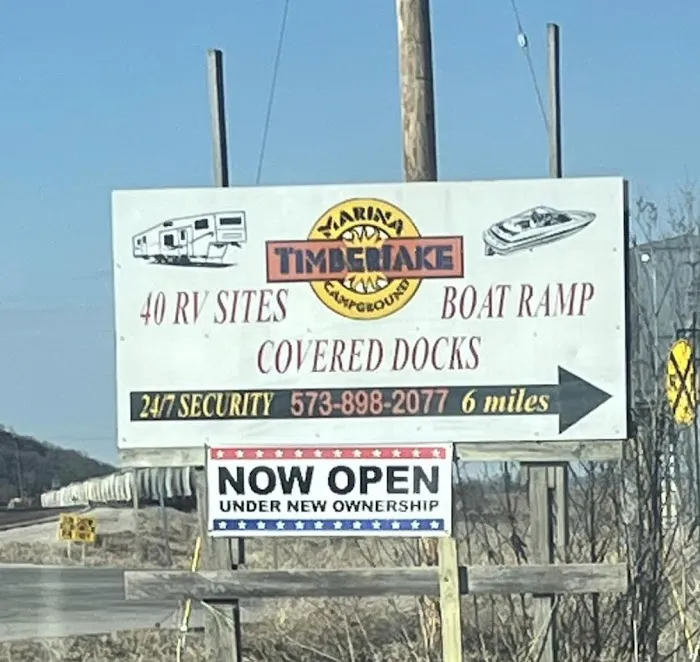 MARINA
TIMBERLAKE
CAMPGROUND
40 RV SITES
BOAT RAMP
COVERED DOCKS
24/7 SECURITY 573-898-2077 6 miles
NOW OPEN
UNDER NEW OWNERSHIP